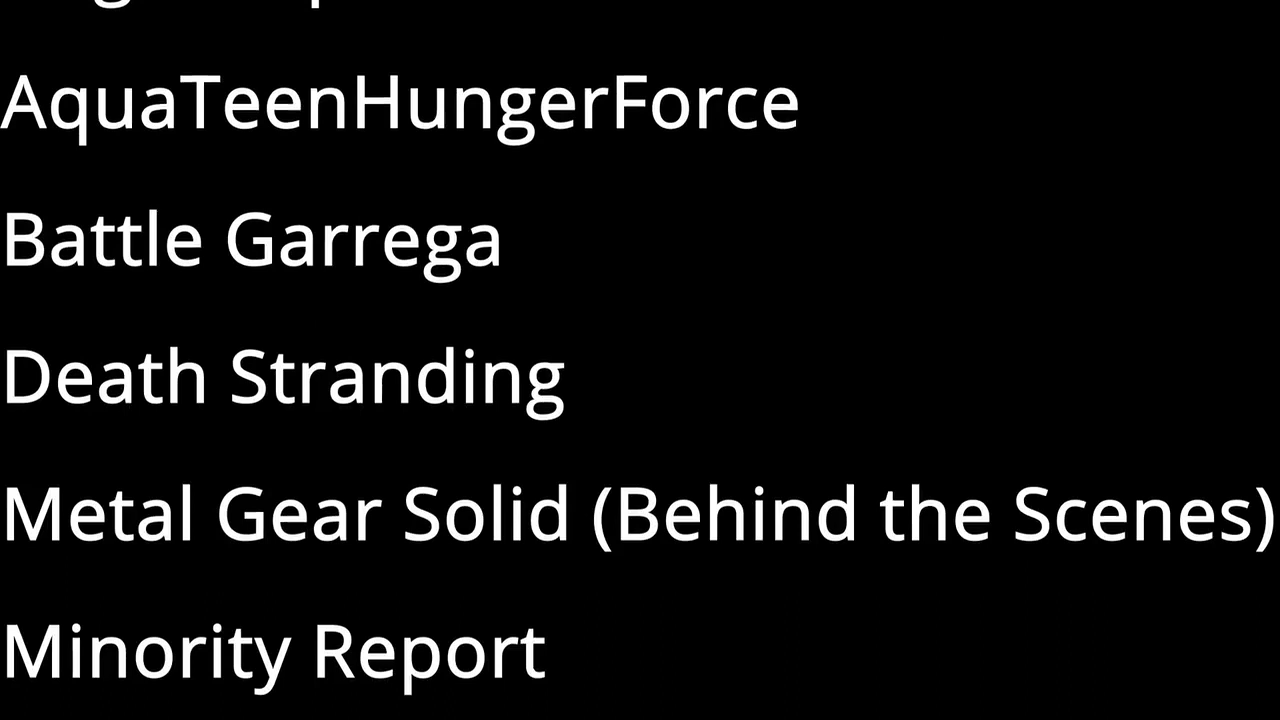 AquaTeenHungerForce
Battle Garrega
Death Stranding
Metal Gear Solid (Behind the Scenes)
Minority Report